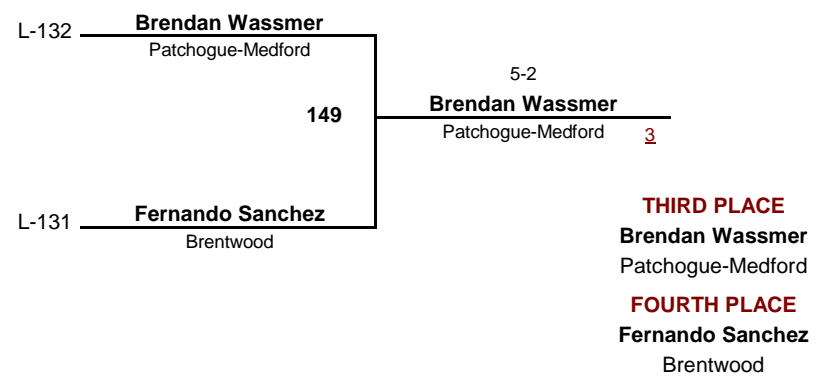 L-132
Brendan Wassmer
Patchogue-Medford
149
5-2
Brendan Wassmer
Patchogue-Medford
3
L-131
Fernando Sanchez
Brentwood
THIRD PLACE
Brendan Wassmer
Patchogue-Medford
FOURTH PLACE
Fernando Sanchez
Brentwood